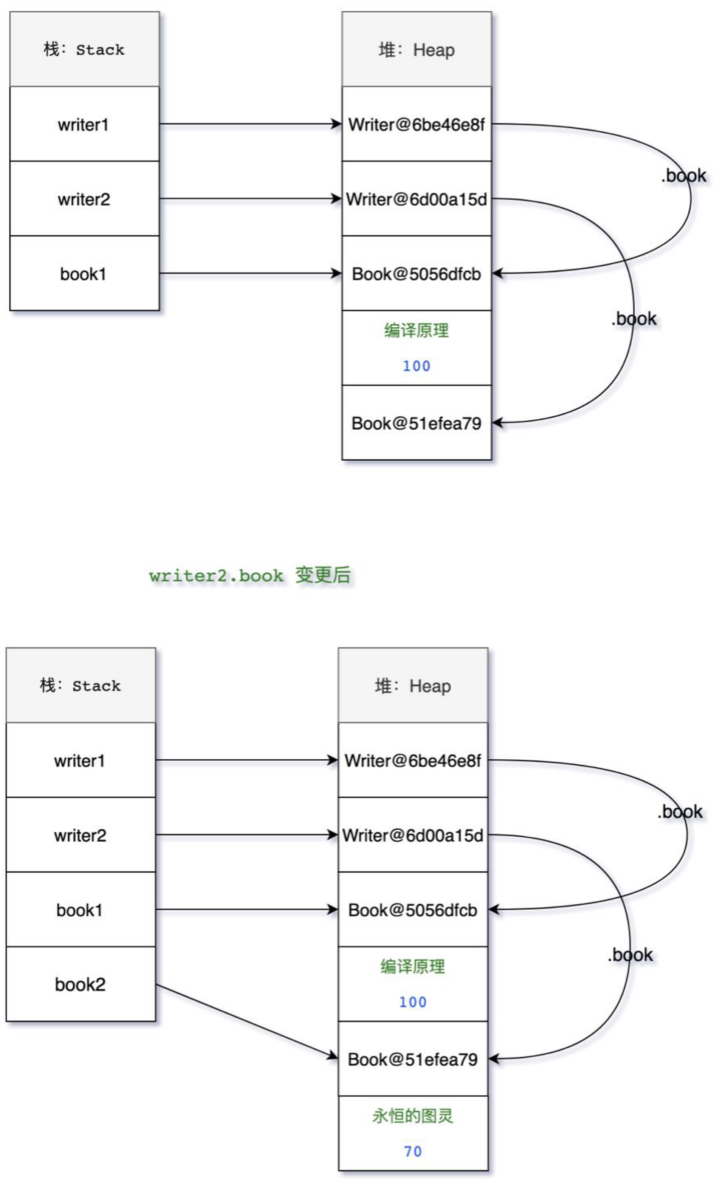 栈：Stack
堆：Heap
writer1
Writer@6be46e8f
.book
writer2
Writer@6d00a15d
book1
Book@5056dfcb
.book
编译原理
100
Book@51efea79
writer2.book 变更后
栈：Stack
堆：Heap
writer1
Writer@6be46e8f
.book
writer2
Writer@6d00a15d
book1
Book@5056dfcb
.book
编译原理
book2
100
Book@51efea79
永恒的图灵
70